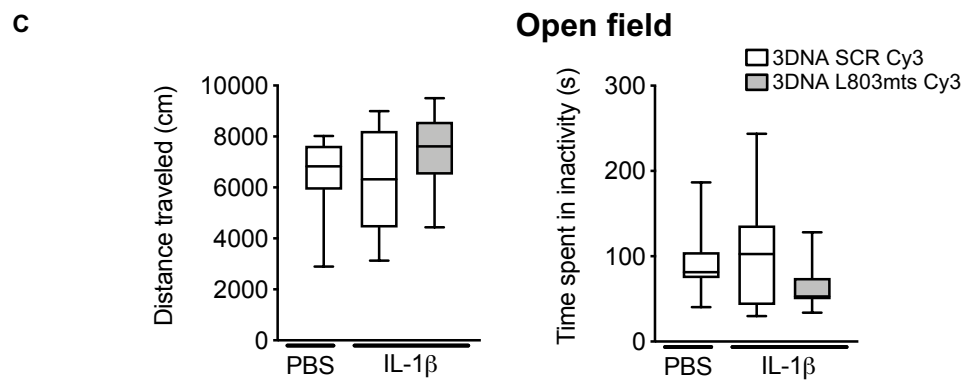 C
Open field
3DNA SCR Cy3
3DNA L803mts Cy3
Distance traveled (cm)
10000
8000
6000
4000
2000
0
PBS
IL-1β
Time spent in inactivity (s)
300
200
100
0
PBS
IL-1β